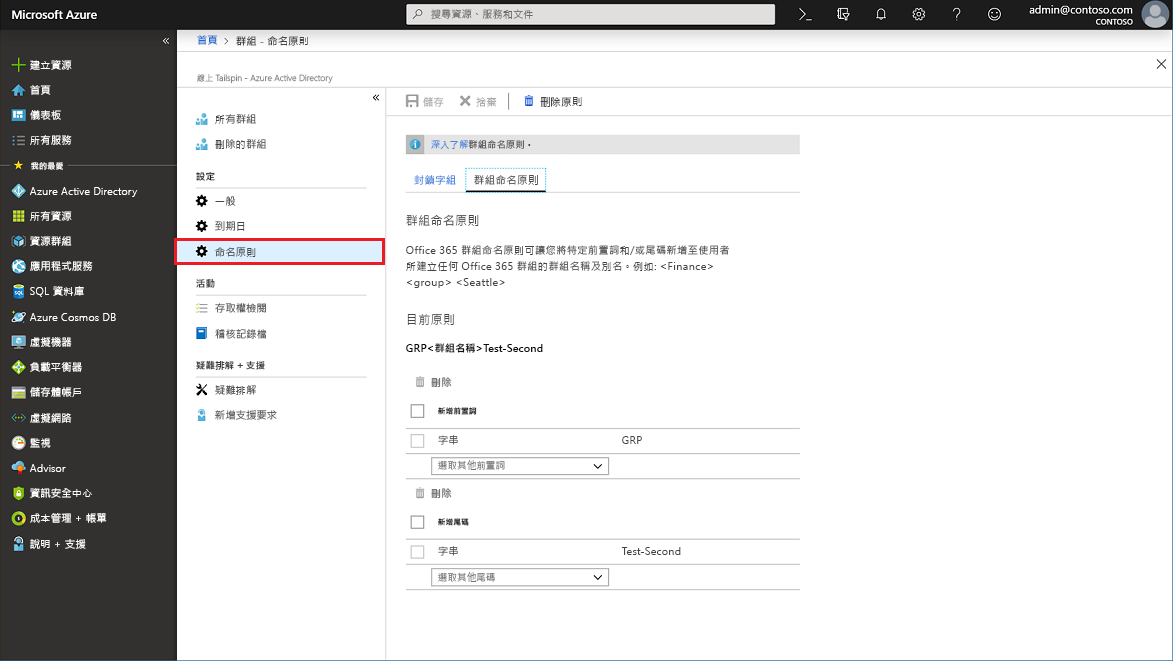 Microsoft Azure
搜尋資源、服務和文件
admin@contoso.com
CONTOSO
建立資源
首頁
儀表板
所有服務
我的最愛
Azure Active Directory
所有資源
資源群組
應用程式服務
SQL 資料庫
Azure Cosmos DB
虛擬機器
負載平衡器
儲存體帳戶
虛擬網路
監視
Advisor
資訊安全中心
成本管理 + 帳單
說明 + 支援
首頁 > 群組 - 命名原則
線上 Tailspin - Azure Active Directory
所有群組
刪除的群組
設定
一般
到期日
命名原則
活動
存取權檢閱
稽核記錄檔
疑難排解 + 支援
疑難排解
新增支援要求
儲存 捨棄 刪除原則
深入了解群組命名原則。
封鎖字組 群組命名原則
群組命名原則
Office 365 群組命名原則可讓您將特定前置詞和/或尾碼新增至使用者
所建立任何 Office 365 群組的群組名稱及別名。例如: <Finance>
<group> <Seattle>
目前原則
GRP<群組名稱>Test-Second
刪除
新增前置詞
字串 GRP
選取其他前置詞
刪除
新增尾碼
字串 Test-Second
選取其他尾碼